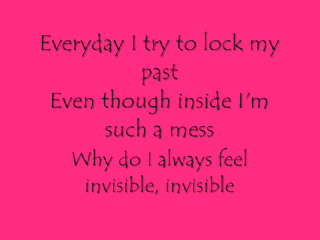 Everyday I try to lock my
past
Even though inside I'm
such a mess
Why do I always feel
invisible, invisible